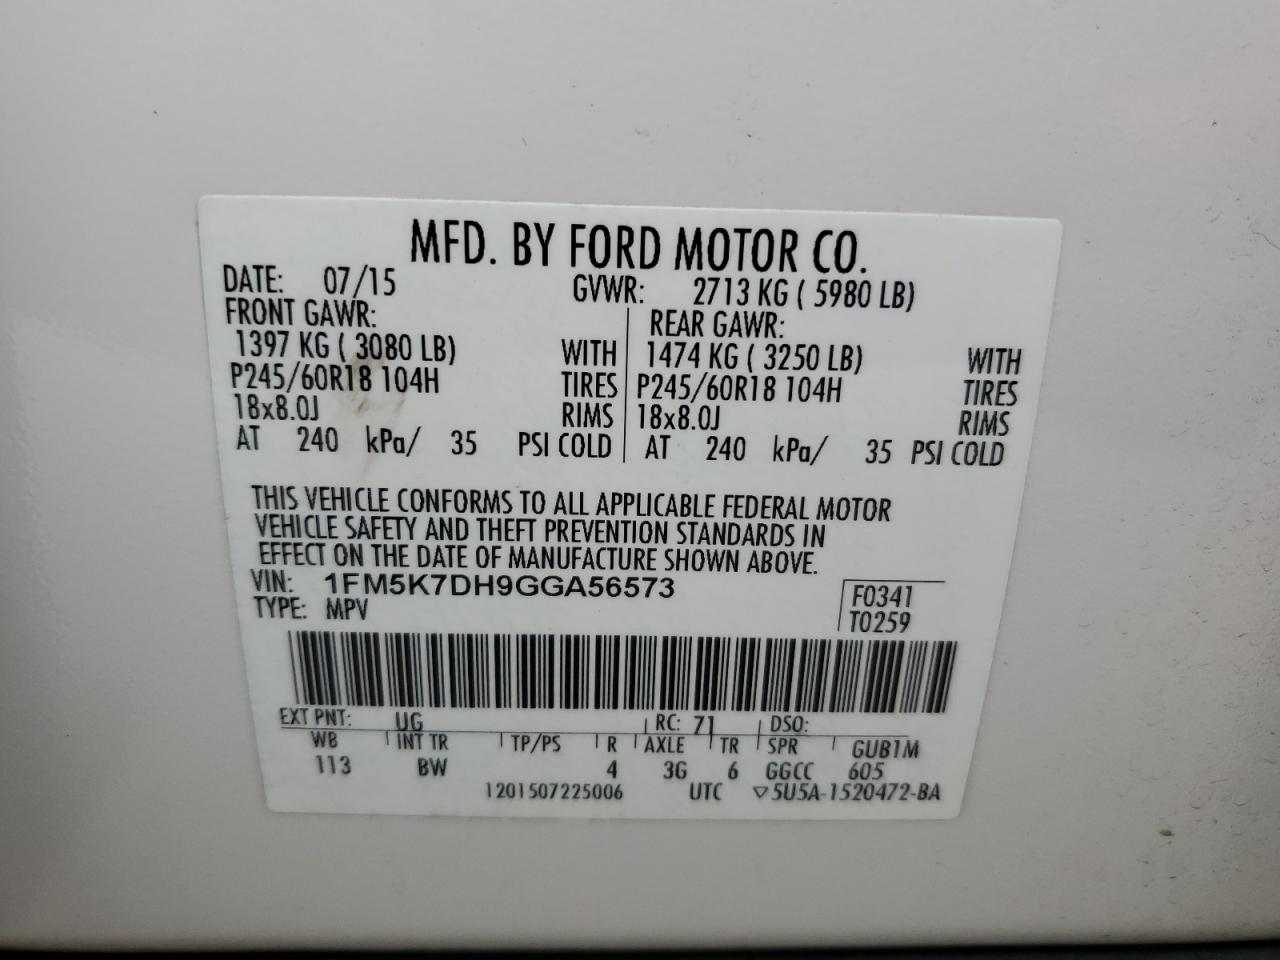 MFD. BY FORD MOTOR CO.
DATE: 07/15 GVWR: 2713 KG ( 5980 LB)
FRONT GAWR: REAR GAWR:
1397 KG ( 3080 LB) WITH 1474 KG ( 3250 LB) WITH
P245/60R18 104H TIRES P245/60R18 104H TIRES
18x8.0J RIMS 18x8.0J RIMS
AT 240 kPa/ 35 PSI COLD AT 240 kPa/ 35 PSI COLD
THIS VEHICLE CONFORMS TO ALL APPLICABLE FEDERAL MOTOR
VEHICLE SAFETY AND THEFT PREVENTION STANDARDS IN
EFFECT ON THE DATE OF MANUFACTURE SHOWN ABOVE.
VIN: 1FM5K7DH9GGA56573 F0341
TYPE: MPV T0259
EXT PNT: UG RC: 71 DSO:
WB INT TR TP/PS R AXLE TR SPR GUB1M
113 BW 4 3G 6 GGCC 605
1201507225006 UTC ▽5U5A-1520472-BA